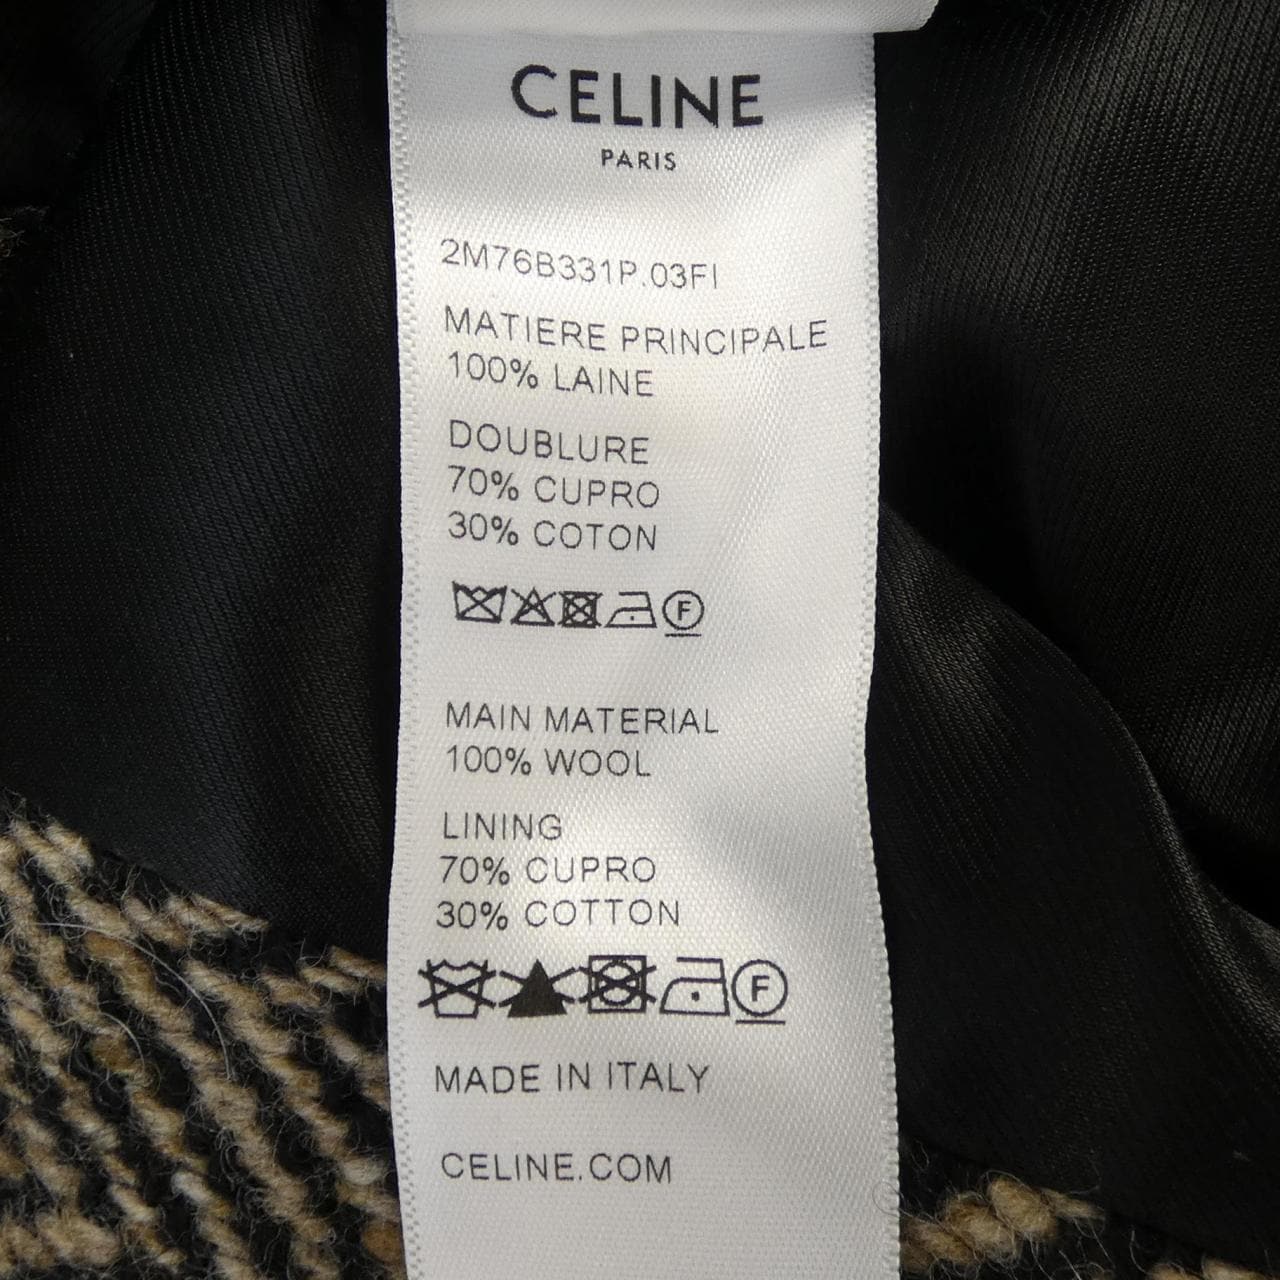 CELINE
PARIS
2M76B331P.03FI
MATIERE PRINCIPALE
100% LAINE
DOUBLURE
70% CUPRO
30% COTON
F
MAIN MATERIAL
100% WOOL
LINING
70% CUPRO
30% COTTON
F
MADE IN ITALY
CELINE.COM